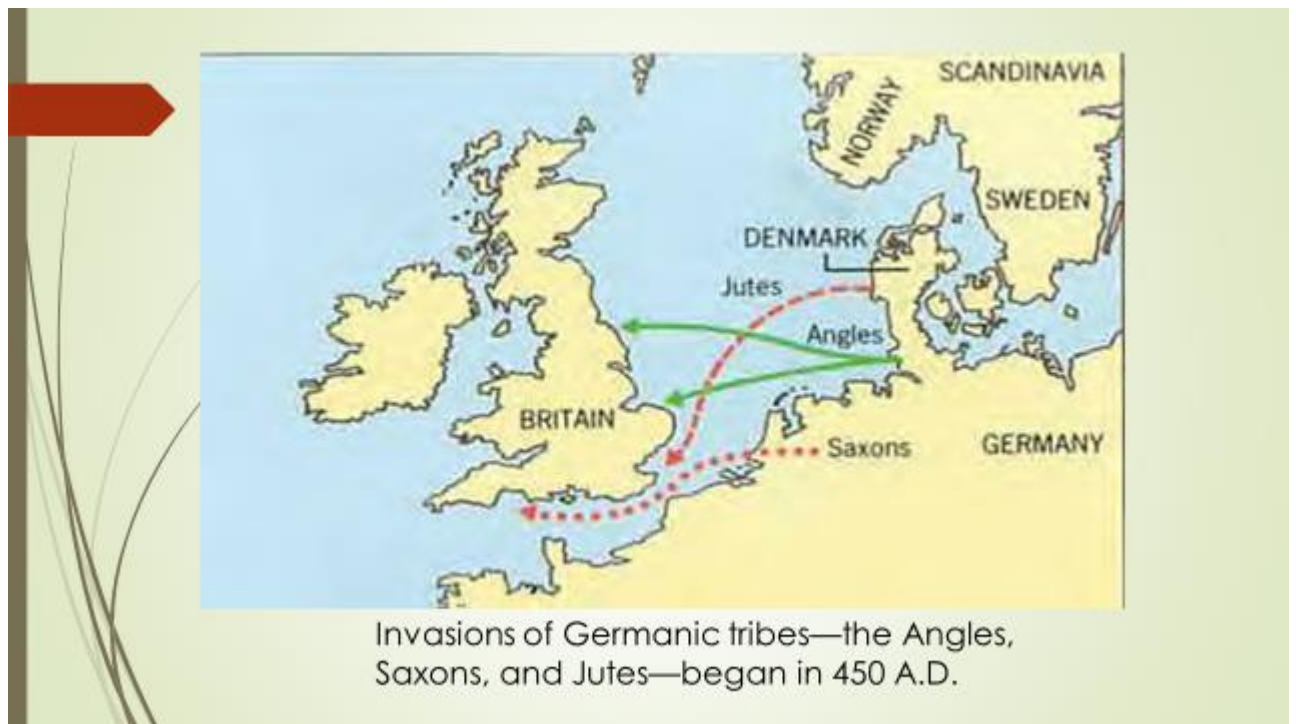 SCANDINAVIA
NORWAY
SWEDEN
DENMARK
Jutes
Angles
BRITAIN
Saxons
GERMANY
Invasions of Germanic tribes—the Angles,
Saxons, and Jutes—began in 450 A.D.